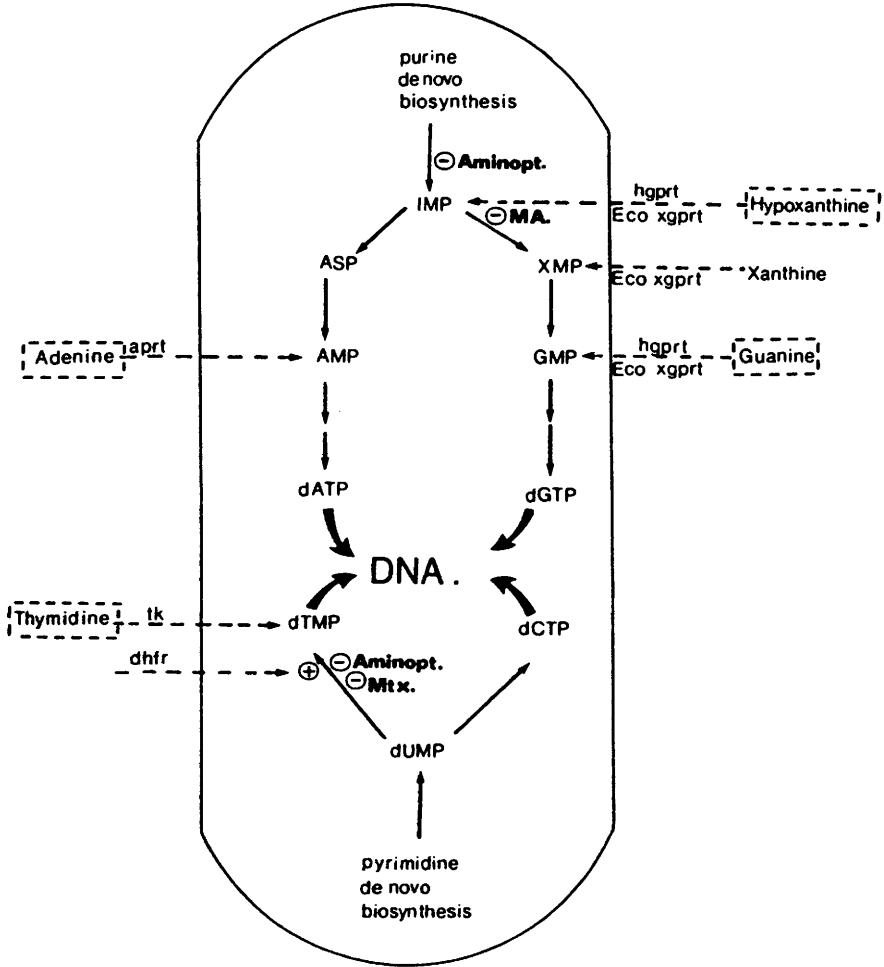 purine
de novo
biosynthesis
⊖ Aminopt.
IMP
⊖ MA.
hgprt
Eco xgprt
Hypoxanthine
ASP
XMP
Eco xgprt
Xanthine
Adenine
aprt
AMP
GMP
hgprt
Eco xgprt
Guanine
dATP
dGTP
DNA.
Thymidine
tk
dTMP
dCTP
dhfr
⊕
⊖ Aminopt.
⊖ Mtx.
dUMP
pyrimidine
de novo
biosynthesis